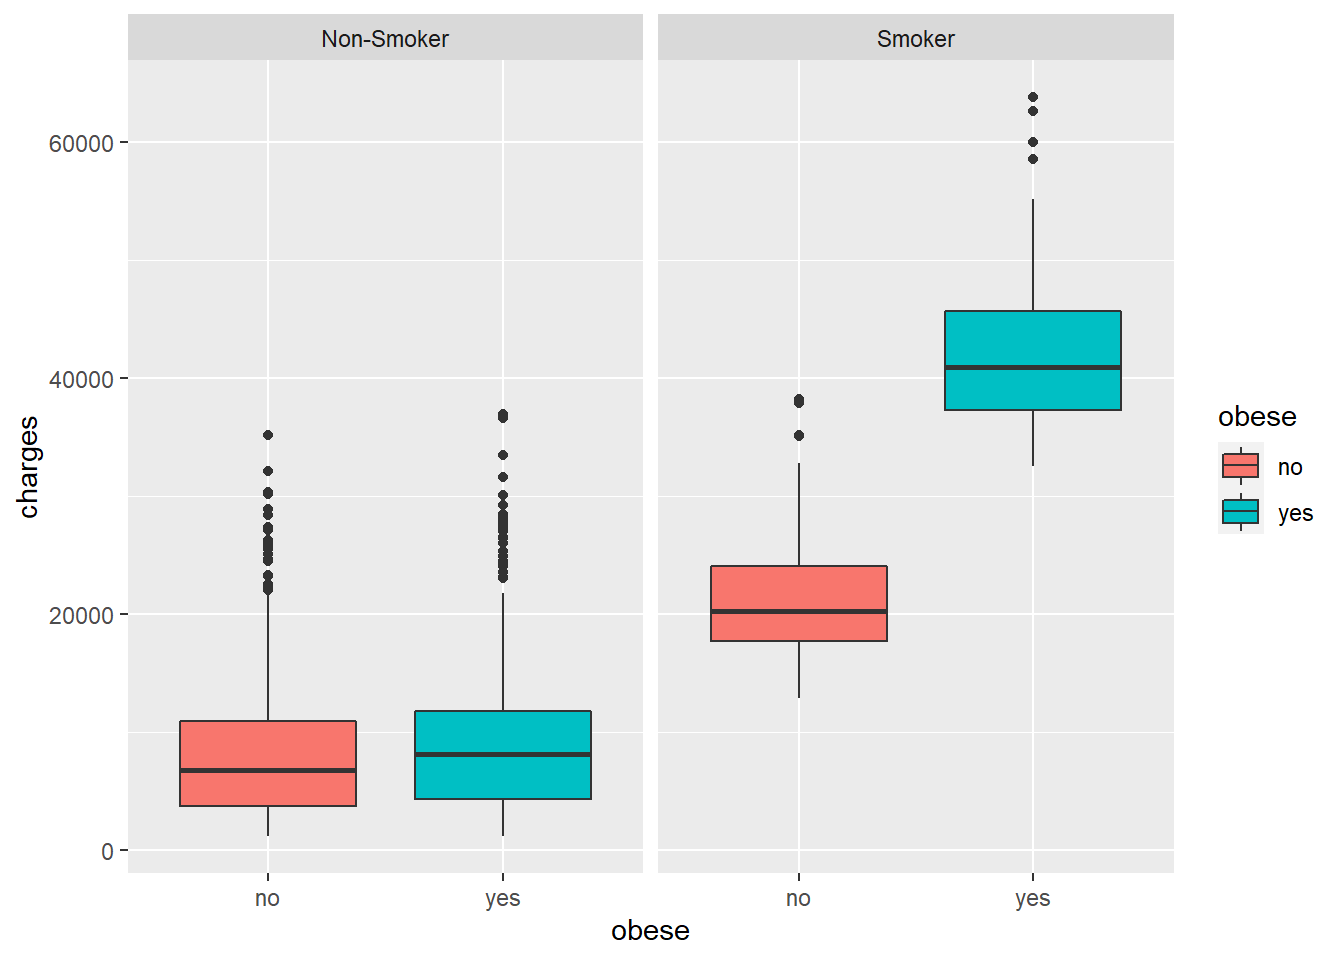 Non-Smoker
Smoker
60000
40000
20000
0
charges
no
yes
no
yes
obese
obese
no
yes